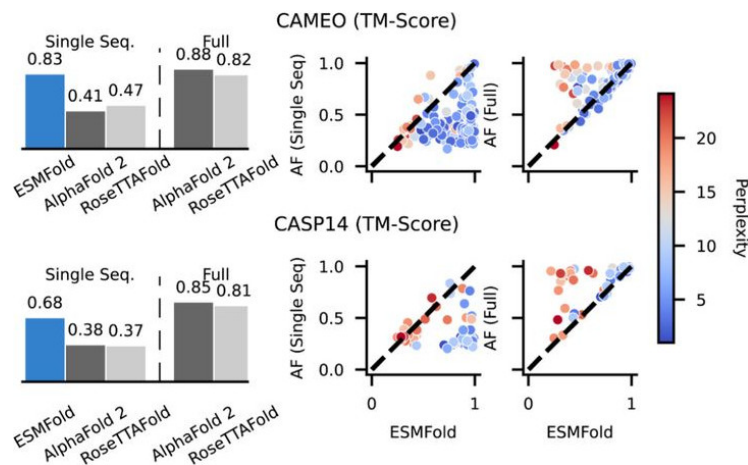 CAMEO (TM-Score)
Single Seq. Full
0.83 0.41 0.47 0.88 0.82
ESMFold AlphaFold 2 RoseTTAFold AlphaFold 2 RoseTTAFold
AF (Single Seq)
1.0
0.5
0.0
0 1
AF (Full)
0 1
CASP14 (TM-Score)
Single Seq. Full
0.68 0.38 0.37 0.85 0.81
ESMFold AlphaFold 2 RoseTTAFold AlphaFold 2 RoseTTAFold
AF (Single Seq)
1.0
0.5
0.0
0 1
ESMFold
AF (Full)
0 1
ESMFold
20
15
10
5
Perplexity